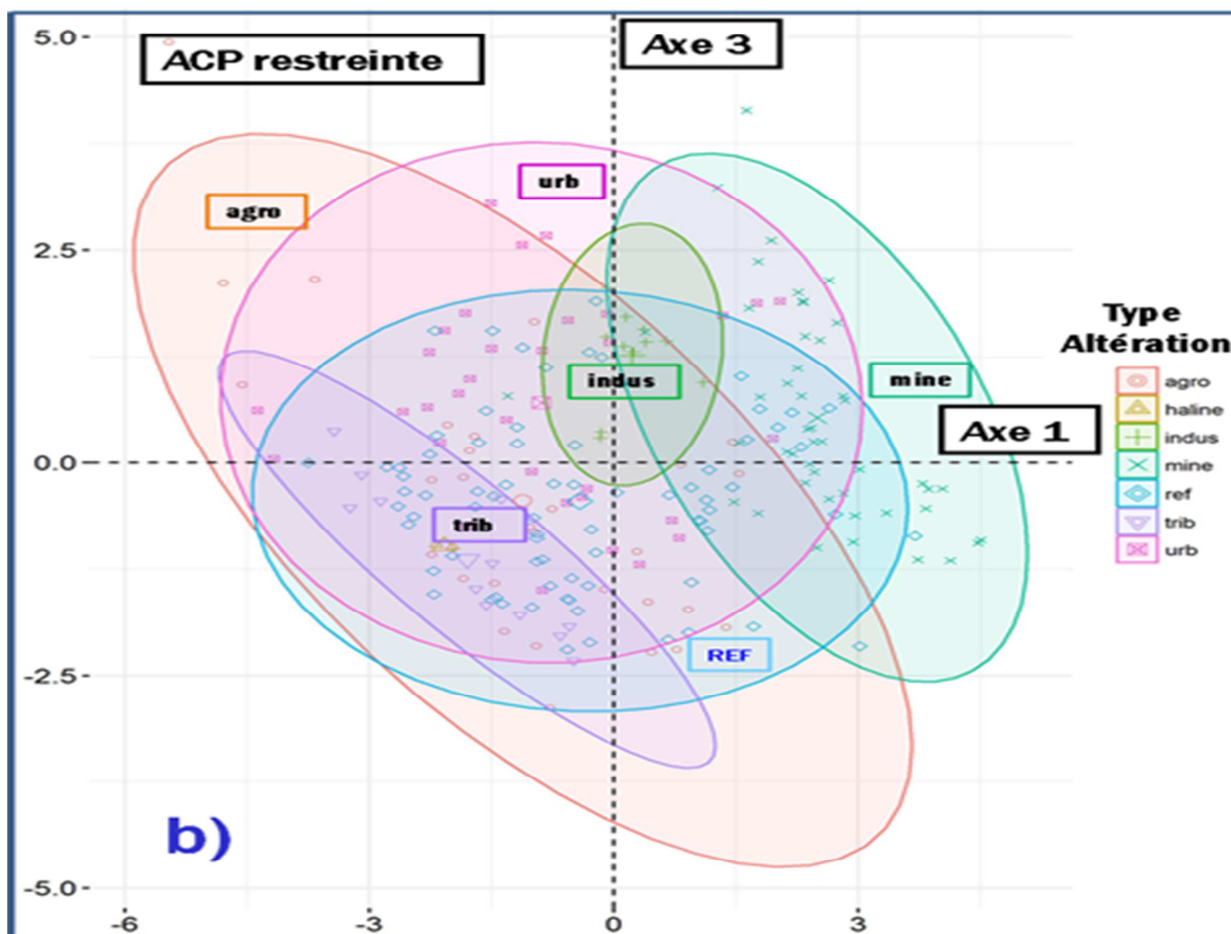 ACP restreinte
Axe 3
5.0
urb
agro
2.5
Type
Altération
indus
mine
agro
haline
indus
mine
ref
trib
urb
Axe 1
0.0
trib
REF
-2.5
b)
-5.0
-6
-3
0
3